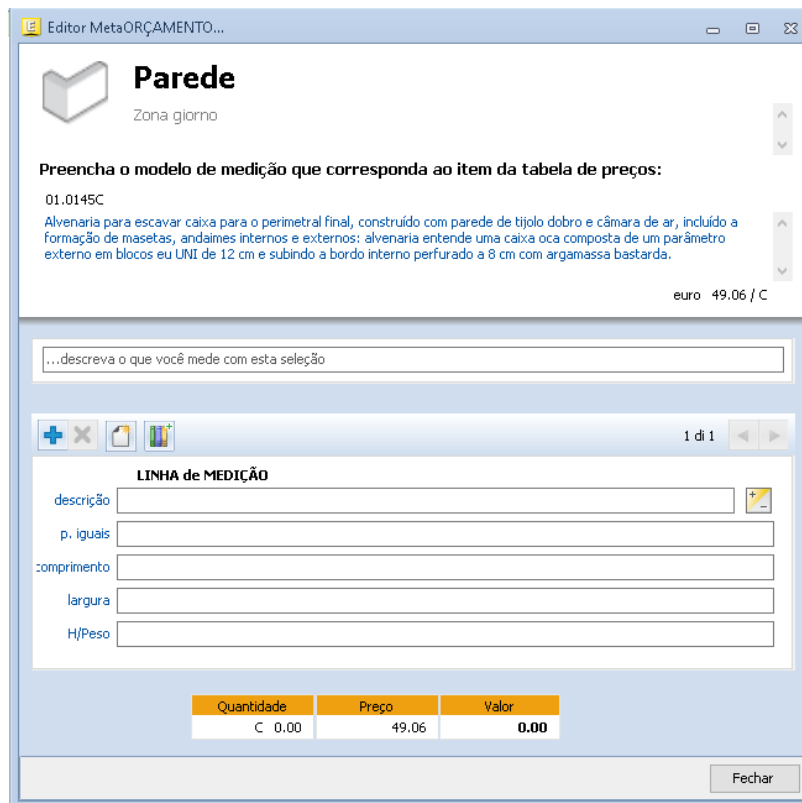 Editor MetaORÇAMENTO...
Parede
Zona giorno
Preencha o modelo de medição que corresponda ao item da tabela de preços:
01.0145C
Alvenaria para escavar caixa para o perimetral final, construído com parede de tijolo dobro e câmara de ar, incluído a
formação de masetas, andaimes internos e externos: alvenaria entende uma caixa oca composta de um parâmetro
externo em blocos eu UNI de 12 cm e subindo a bordo interno perfurado a 8 cm com argamassa bastarda.
euro 49.06 / C
...descreva o que você mede com esta seleção
1 di 1
LINHA de MEDIÇÃO
descrição
p. iguais
comprimento
largura
H/Peso
Quantidade Preço Valor
C 0.00 49.06 0.00
Fechar